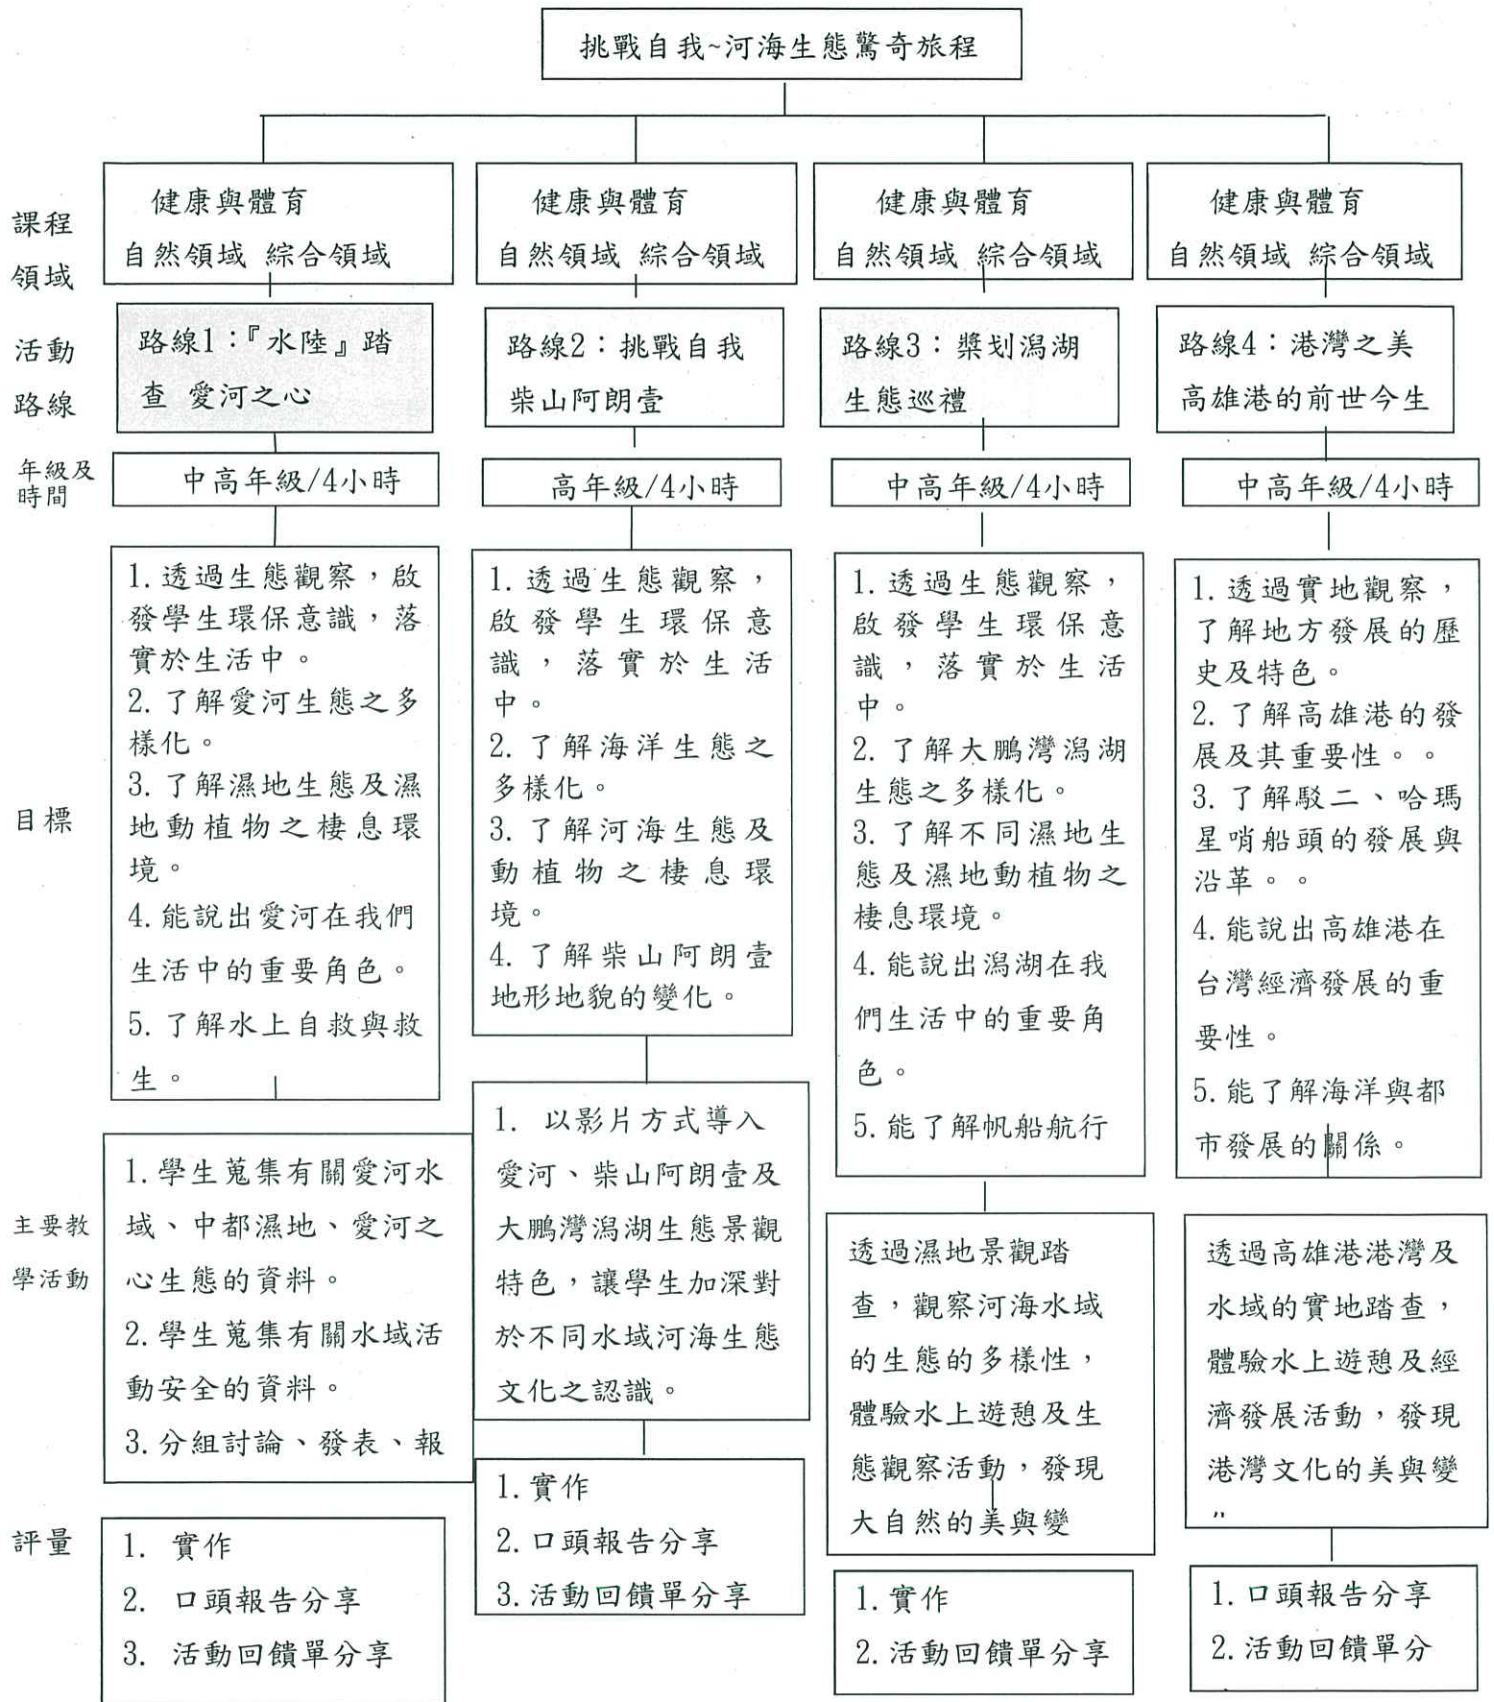 挑戰自我~河海生態驚奇旅程
課程
領域
健康與體育
自然領域 綜合領域
健康與體育
自然領域 綜合領域
健康與體育
自然領域 綜合領域
健康與體育
自然領域 綜合領域
活動
路線
路線1：『水陸』踏
查 愛河之心
路線2：挑戰自我
柴山阿朗壹
路線3：槳划潟湖
生態巡禮
路線4：港灣之美
高雄港的前世今生
年級及
時間
中高年級/4小時
高年級/4小時
中高年級/4小時
中高年級/4小時
目標
1.透過生態觀察，啟
發學生環保意識，落
實於生活中。
2.了解愛河生態之多
樣化。
3.了解濕地生態及濕
地動植物之棲息環
境。
4.能說出愛河在我們
生活中的重要角色。
5.了解水上自救與救
生。
1.透過生態觀察，
啟發學生環保意
識，落實於生活
中。
2.了解海洋生態之
多樣化。
3.了解河海生態及
動植物之棲息環
境。
4.了解柴山阿朗壹
地形地貌的變化。
1.透過生態觀察，
啟發學生環保意
識，落實於生活
中。
2.了解大鵬灣潟湖
生態之多樣化。
3.了解不同濕地生
態及濕地動植物之
棲息環境。
4.能說出潟湖在我
們生活中的重要角
色。
5.能了解帆船航行
1.透過實地觀察，
了解地方發展的歷
史及特色。
2.了解高雄港的發
展及其重要性。。
3.了解駁二、哈瑪
星哨船頭的發展與
沿革。。
4.能說出高雄港在
台灣經濟發展的重
要性。
5.能了解海洋與都
市發展的關係。
主要教
學活動
1.學生蒐集有關愛河水
域、中都濕地、愛河之
心生態的資料。
2.學生蒐集有關水域活
動安全的資料。
3.分組討論、發表、報
1. 以影片方式導入
愛河、柴山阿朗壹及
大鵬灣潟湖生態景觀
特色，讓學生加深對
於不同水域河海生態
文化之認識。
透過濕地景觀踏
查，觀察河海水域
的生態的多樣性，
體驗水上遊憩及生
態觀察活動，發現
大自然的美與變
透過高雄港港灣及
水域的實地踏查，
體驗水上遊憩及經
濟發展活動，發現
港灣文化的美與變
評量
1. 實作
2. 口頭報告分享
3. 活動回饋單分享
1.實作
2.口頭報告分享
3.活動回饋單分享
1.實作
2.活動回饋單分享
1.口頭報告分享
2.活動回饋單分